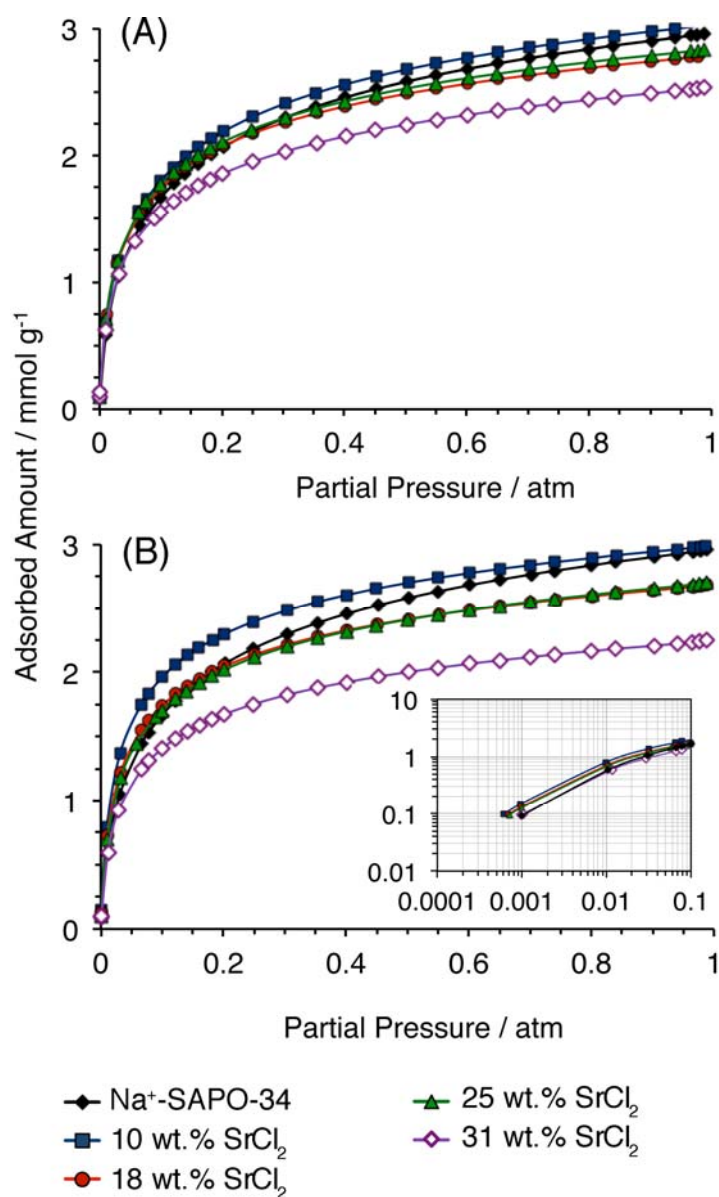 (A)
3
2
1
0
0 0.2 0.4 0.6 0.8 1
Partial Pressure / atm
Adsorbed Amount / mmol g⁻¹
(B)
3
2
1
0
0 0.2 0.4 0.6 0.8 1
10
1
0.1
0.01
0.0001 0.001 0.01 0.1
Partial Pressure / atm
Na⁺-SAPO-34
10 wt.% SrCl₂
18 wt.% SrCl₂
25 wt.% SrCl₂
31 wt.% SrCl₂